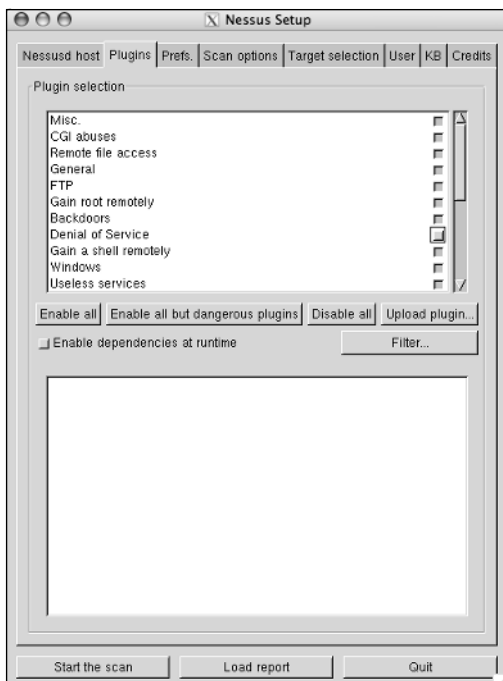 Nessus Setup
Nessusd host Plugins Prefs. Scan options Target selection User KB Credits
Plugin selection
Misc.
CGI abuses
Remote file access
General
FTP
Gain root remotely
Backdoors
Denial of Service
Gain a shell remotely
Windows
Useless services
Enable all Enable all but dangerous plugins Disable all Upload plugin...
Enable dependencies at runtime Filter...
Start the scan Load report Quit